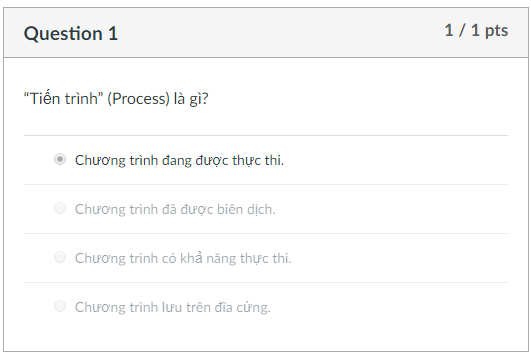 Question 1
1 / 1 pts
“Tiến trình” (Process) là gì?
Chương trình đang được thực thi.
Chương trình đã được biên dịch.
Chương trình có khả năng thực thi.
Chương trình lưu trên đĩa cứng.